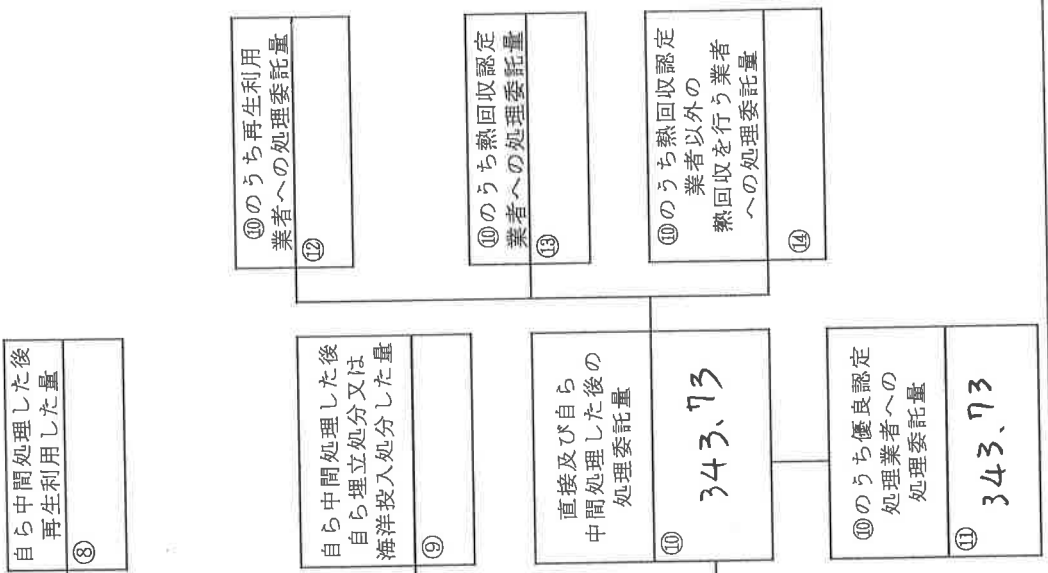 自ら中間処理した後
再生利用した量
⑧
自ら中間処理した後
自ら埋立処分又は
海洋投入処分した量
⑨
直接及び自ら
中間処理した後の
処理委託量
⑩
343、73
⑩のうち優良認定
処理業者への
処理委託量
⑪
343、73
⑩のうち再生利用
業者への処理委託量
⑫
⑩のうち熱回収認定
業者への処理委託量
⑬
⑩のうち熱回収認定
業者以外の
熱回収を行う業者
への処理委託量
⑭